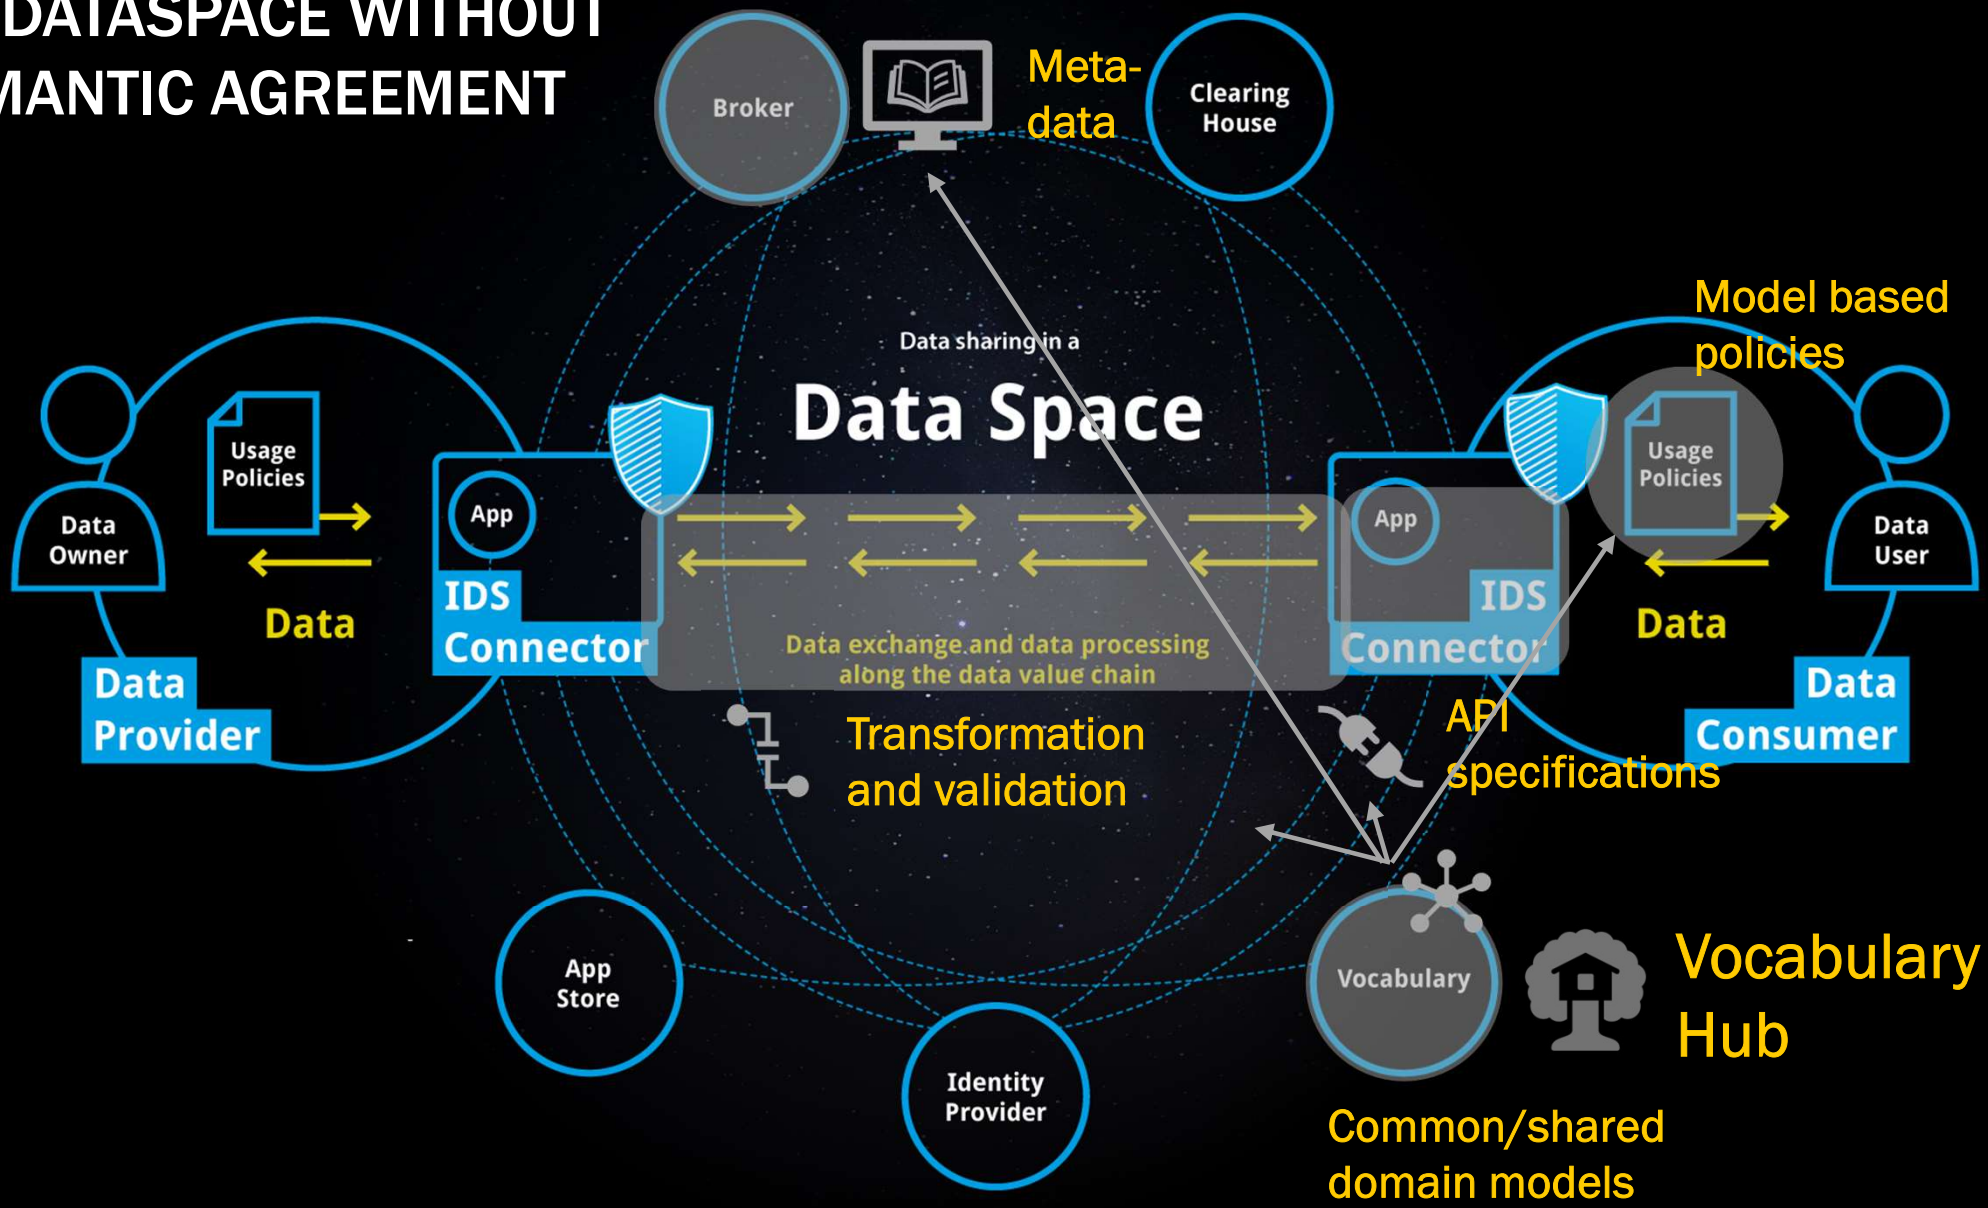 DATASPACE WITHOUT
MANTIC AGREEMENT
Broker
Meta-
data
Clearing
House
Model based
policies
Data sharing in a
Data Space
Usage
Policies
App
Data
Owner
IDS
Connector
Data
Data
Provider
Data exchange and data processing
along the data value chain
App
IDS
Connector
Usage
Policies
Data
User
Data
Data
Consumer
Transformation
and validation
API
specifications
App
Store
Identity
Provider
Vocabulary
Vocabulary
Hub
Common/shared
domain models